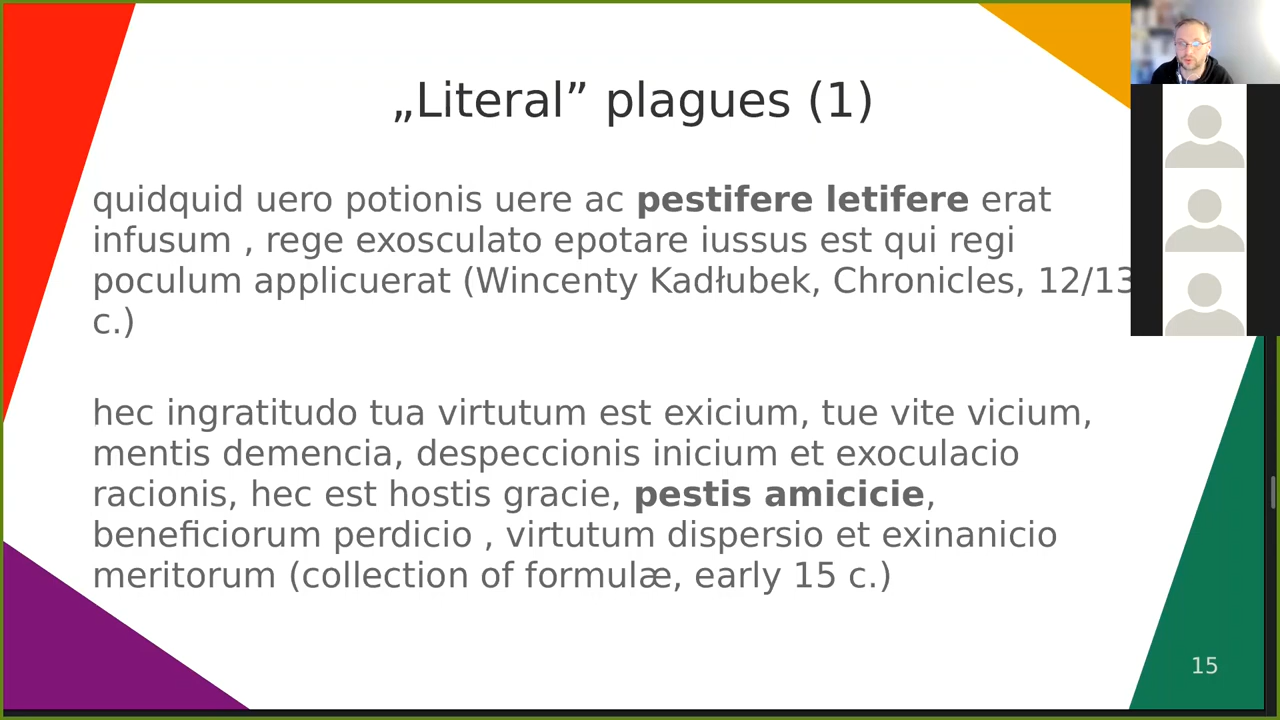 „Literal” plagues (1)
quidquid uero potionis uere ac pestifere letifere erat
infusum , rege exosculato epotare iussus est qui regi
poculum applicuerat (Wincenty Kadłubek, Chronicles, 12/13
c.)
hec ingratitudo tua virtutum est exicium, tue vite vicium,
mentis demencia, despeccionis inicium et exoculacio
racionis, hec est hostis gracie, pestis amicicie,
beneficiorum perdicio , virtutum dispersio et exinanicio
meritorum (collection of formulæ, early 15 c.)
15